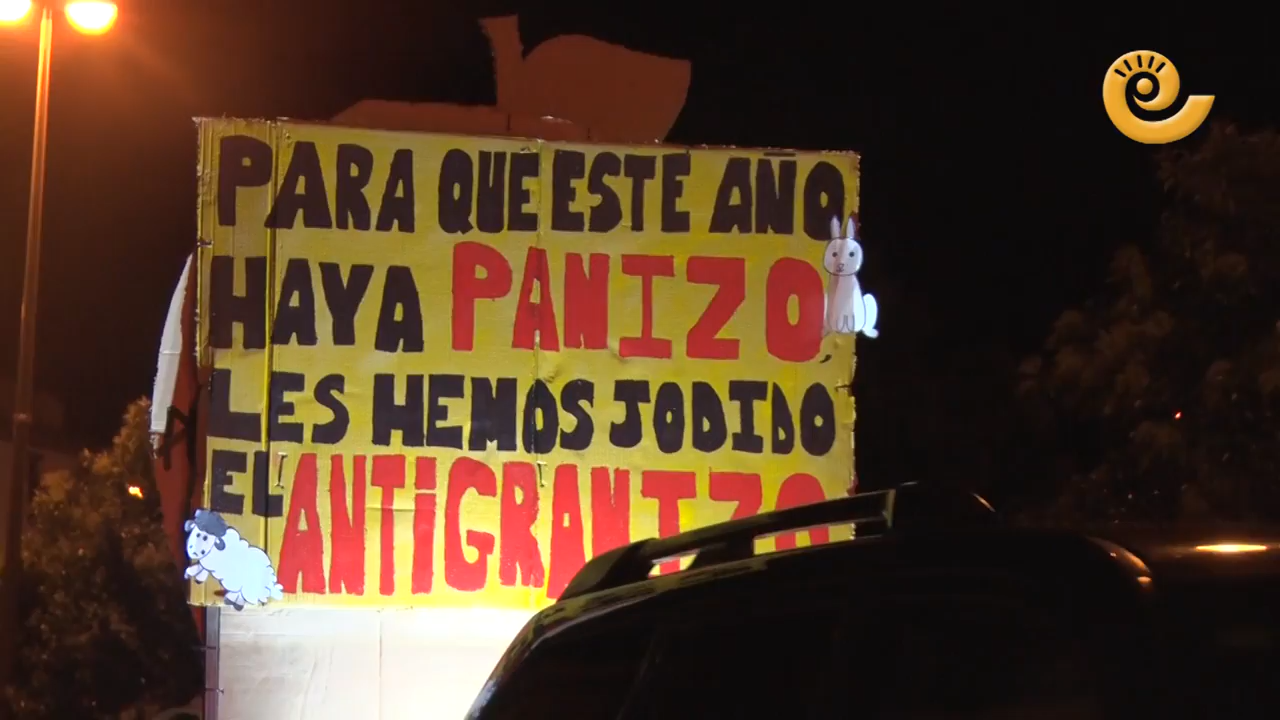 PARA QUE ESTE AÑO
HAYA PANIZO,
LES HEMOS JODIDO
EL ANTIGRANIZO